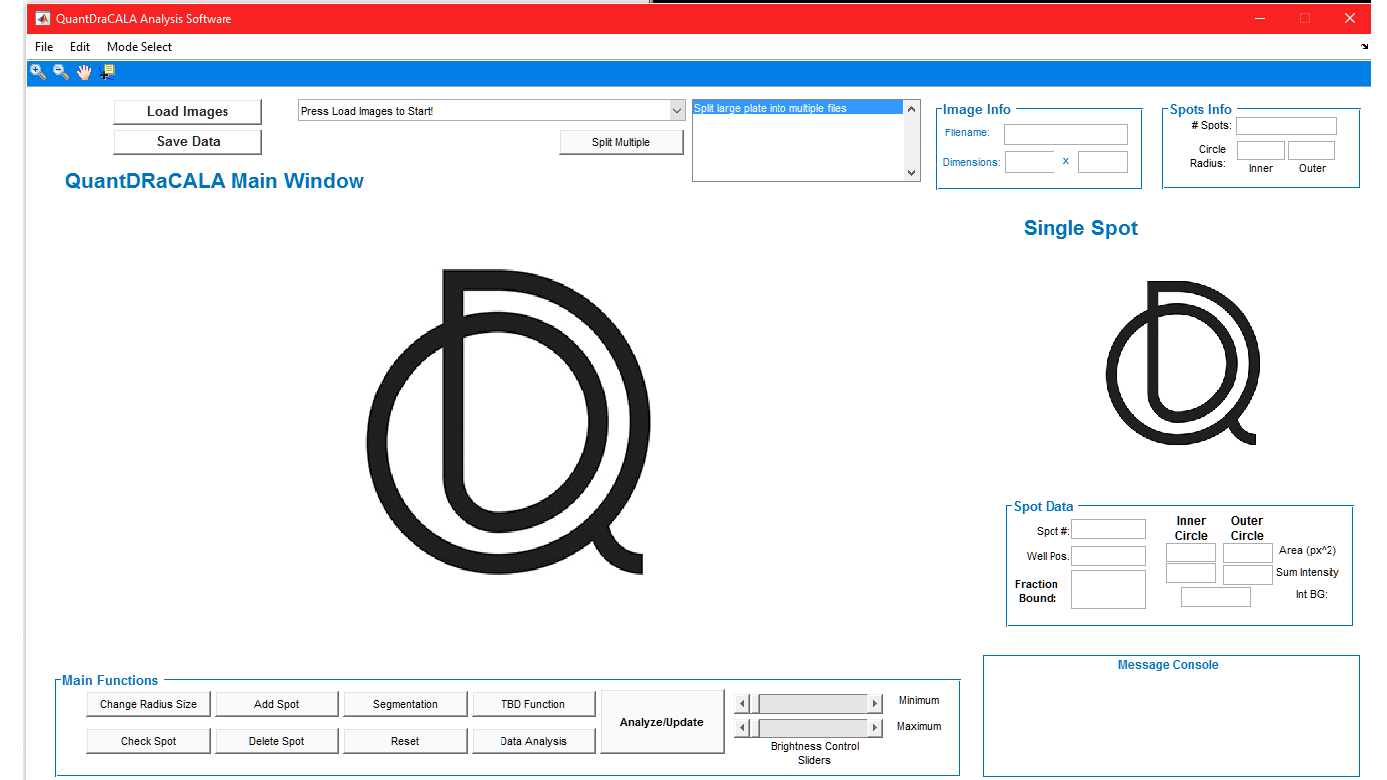 QuantDraCALA Analysis Software
File Edit Mode Select
Load Images
Save Data
Press Load Images to Start!
Split Multiple
Split large plate into multiple files
Image Info
Filename:
Dimensions: x
Spots Info
# Spots:
Circle
Radius:
Inner Outer
QuantDRaCALA Main Window
Single Spot
Spot Data
Spot #:
Well Pos.
Fraction
Bound:
Inner
Circle
Outer
Circle
Area (px^2)
Sum Intensity
Int BG:
Main Functions
Change Radius Size Add Spot Segmentation TBD Function
Check Spot Delete Spot Reset Data Analysis
Analyze/Update
Minimum
Maximum
Brightness Control
Sliders
Message Console